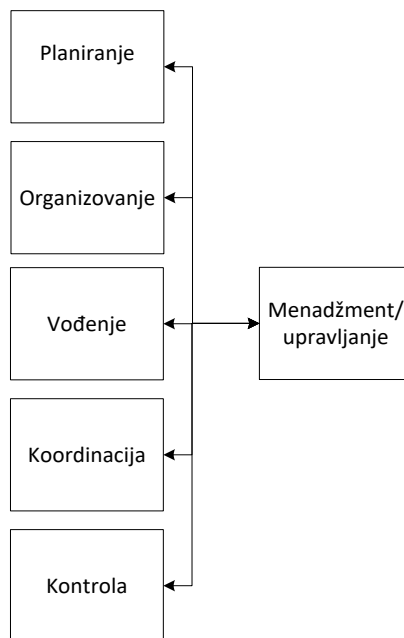 Planiranje
Organizovanje
Vođenje
Menadžment/
upravljanje
Koordinacija
Kontrola